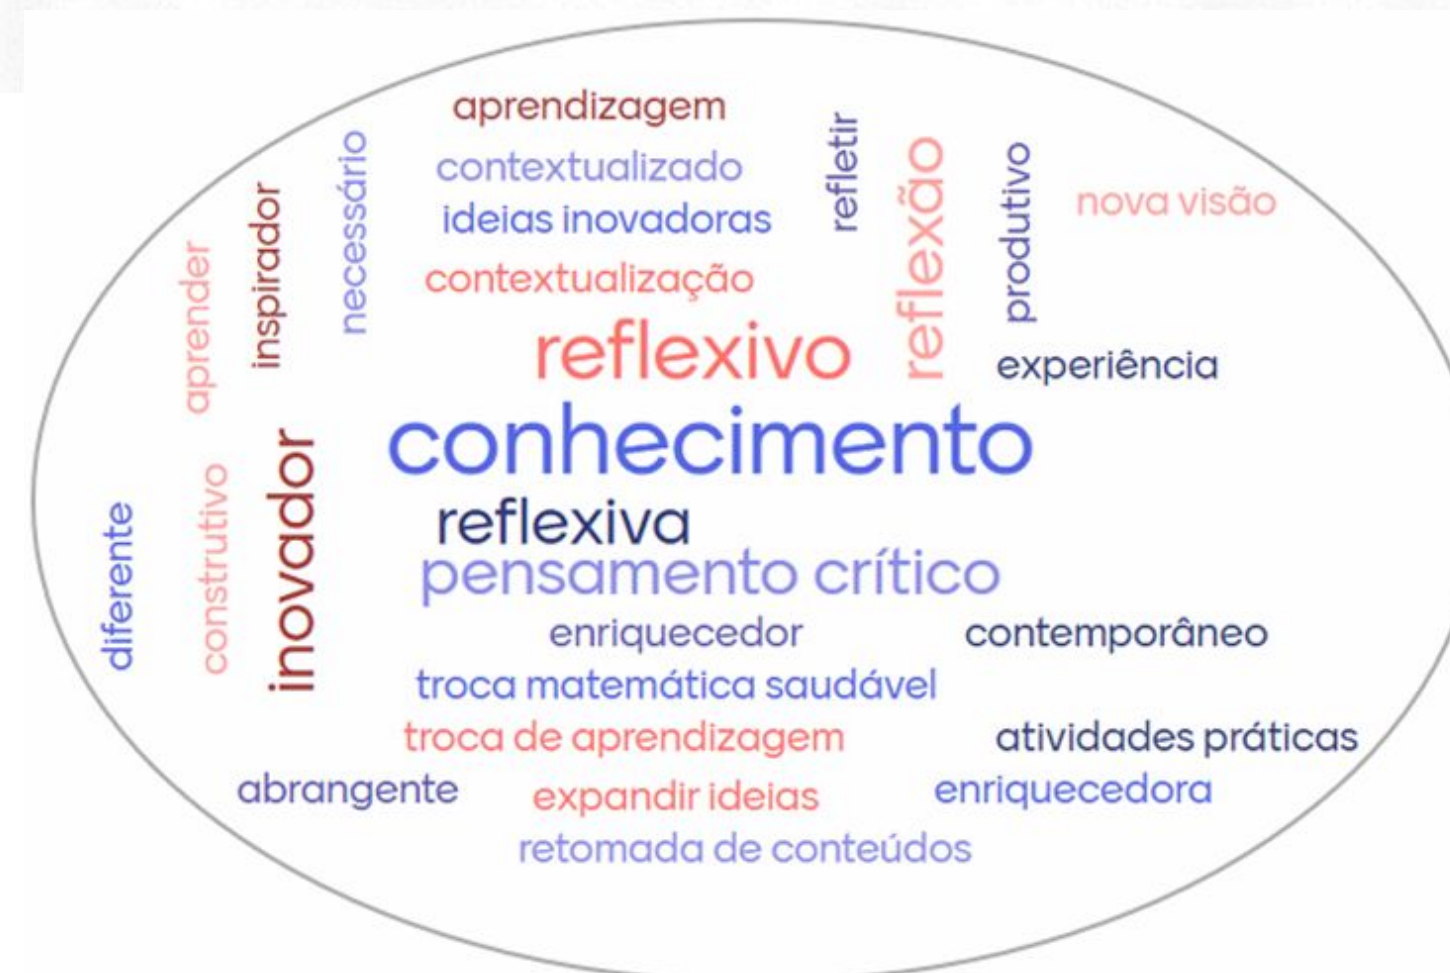 aprendizagem
contextualizado
ideias inovadoras
contextualização
necessário
inspirador
aprender
refletir
reflexão
produtivo
nova visão
reflexivo
experiência
conhecimento
inovador
construtivo
diferente
reflexiva
pensamento crítico
enriquecedor
contemporâneo
troca matemática saudável
troca de aprendizagem
atividades práticas
abrangente
expandir ideias
enriquecedora
retomada de conteúdos